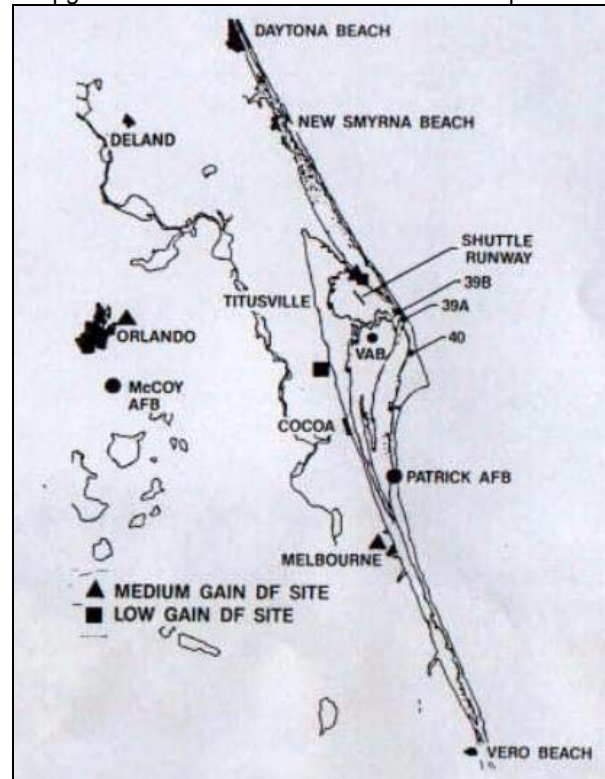 DAYTONA BEACH
NEW SMYRNA BEACH
DELAND
SHUTTLE
RUNWAY
39B
39A
TITUSVILLE
40
ORLANDO
VAB
McCOY
AFB
COCOA
PATRICK AFB
MELBOURNE
MEDIUM GAIN DF SITE
LOW GAIN DF SITE
VERO BEACH